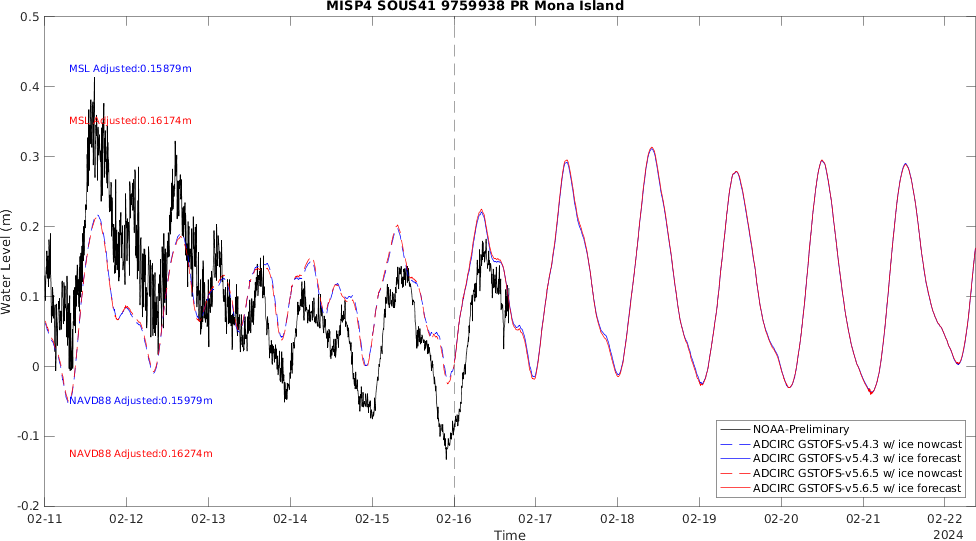 MISP4 SOUS41 9759938 PR Mona Island
0.5
0.4
0.3
0.2
0.1
0
-0.1
-0.2
Water Level (m)
MSL Adjusted:0.15879m
MSL Adjusted:0.16174m
NAVD88 Adjusted:0.15979m
NAVD88 Adjusted:0.16274m
NOAA-Preliminary
ADCIRC GSTOFS-v5.4.3 w/ ice nowcast
ADCIRC GSTOFS-v5.4.3 w/ ice forecast
ADCIRC GSTOFS-v5.6.5 w/ ice nowcast
ADCIRC GSTOFS-v5.6.5 w/ ice forecast
02-11 02-12 02-13 02-14 02-15 02-16 02-17 02-18 02-19 02-20 02-21 02-22
Time
2024